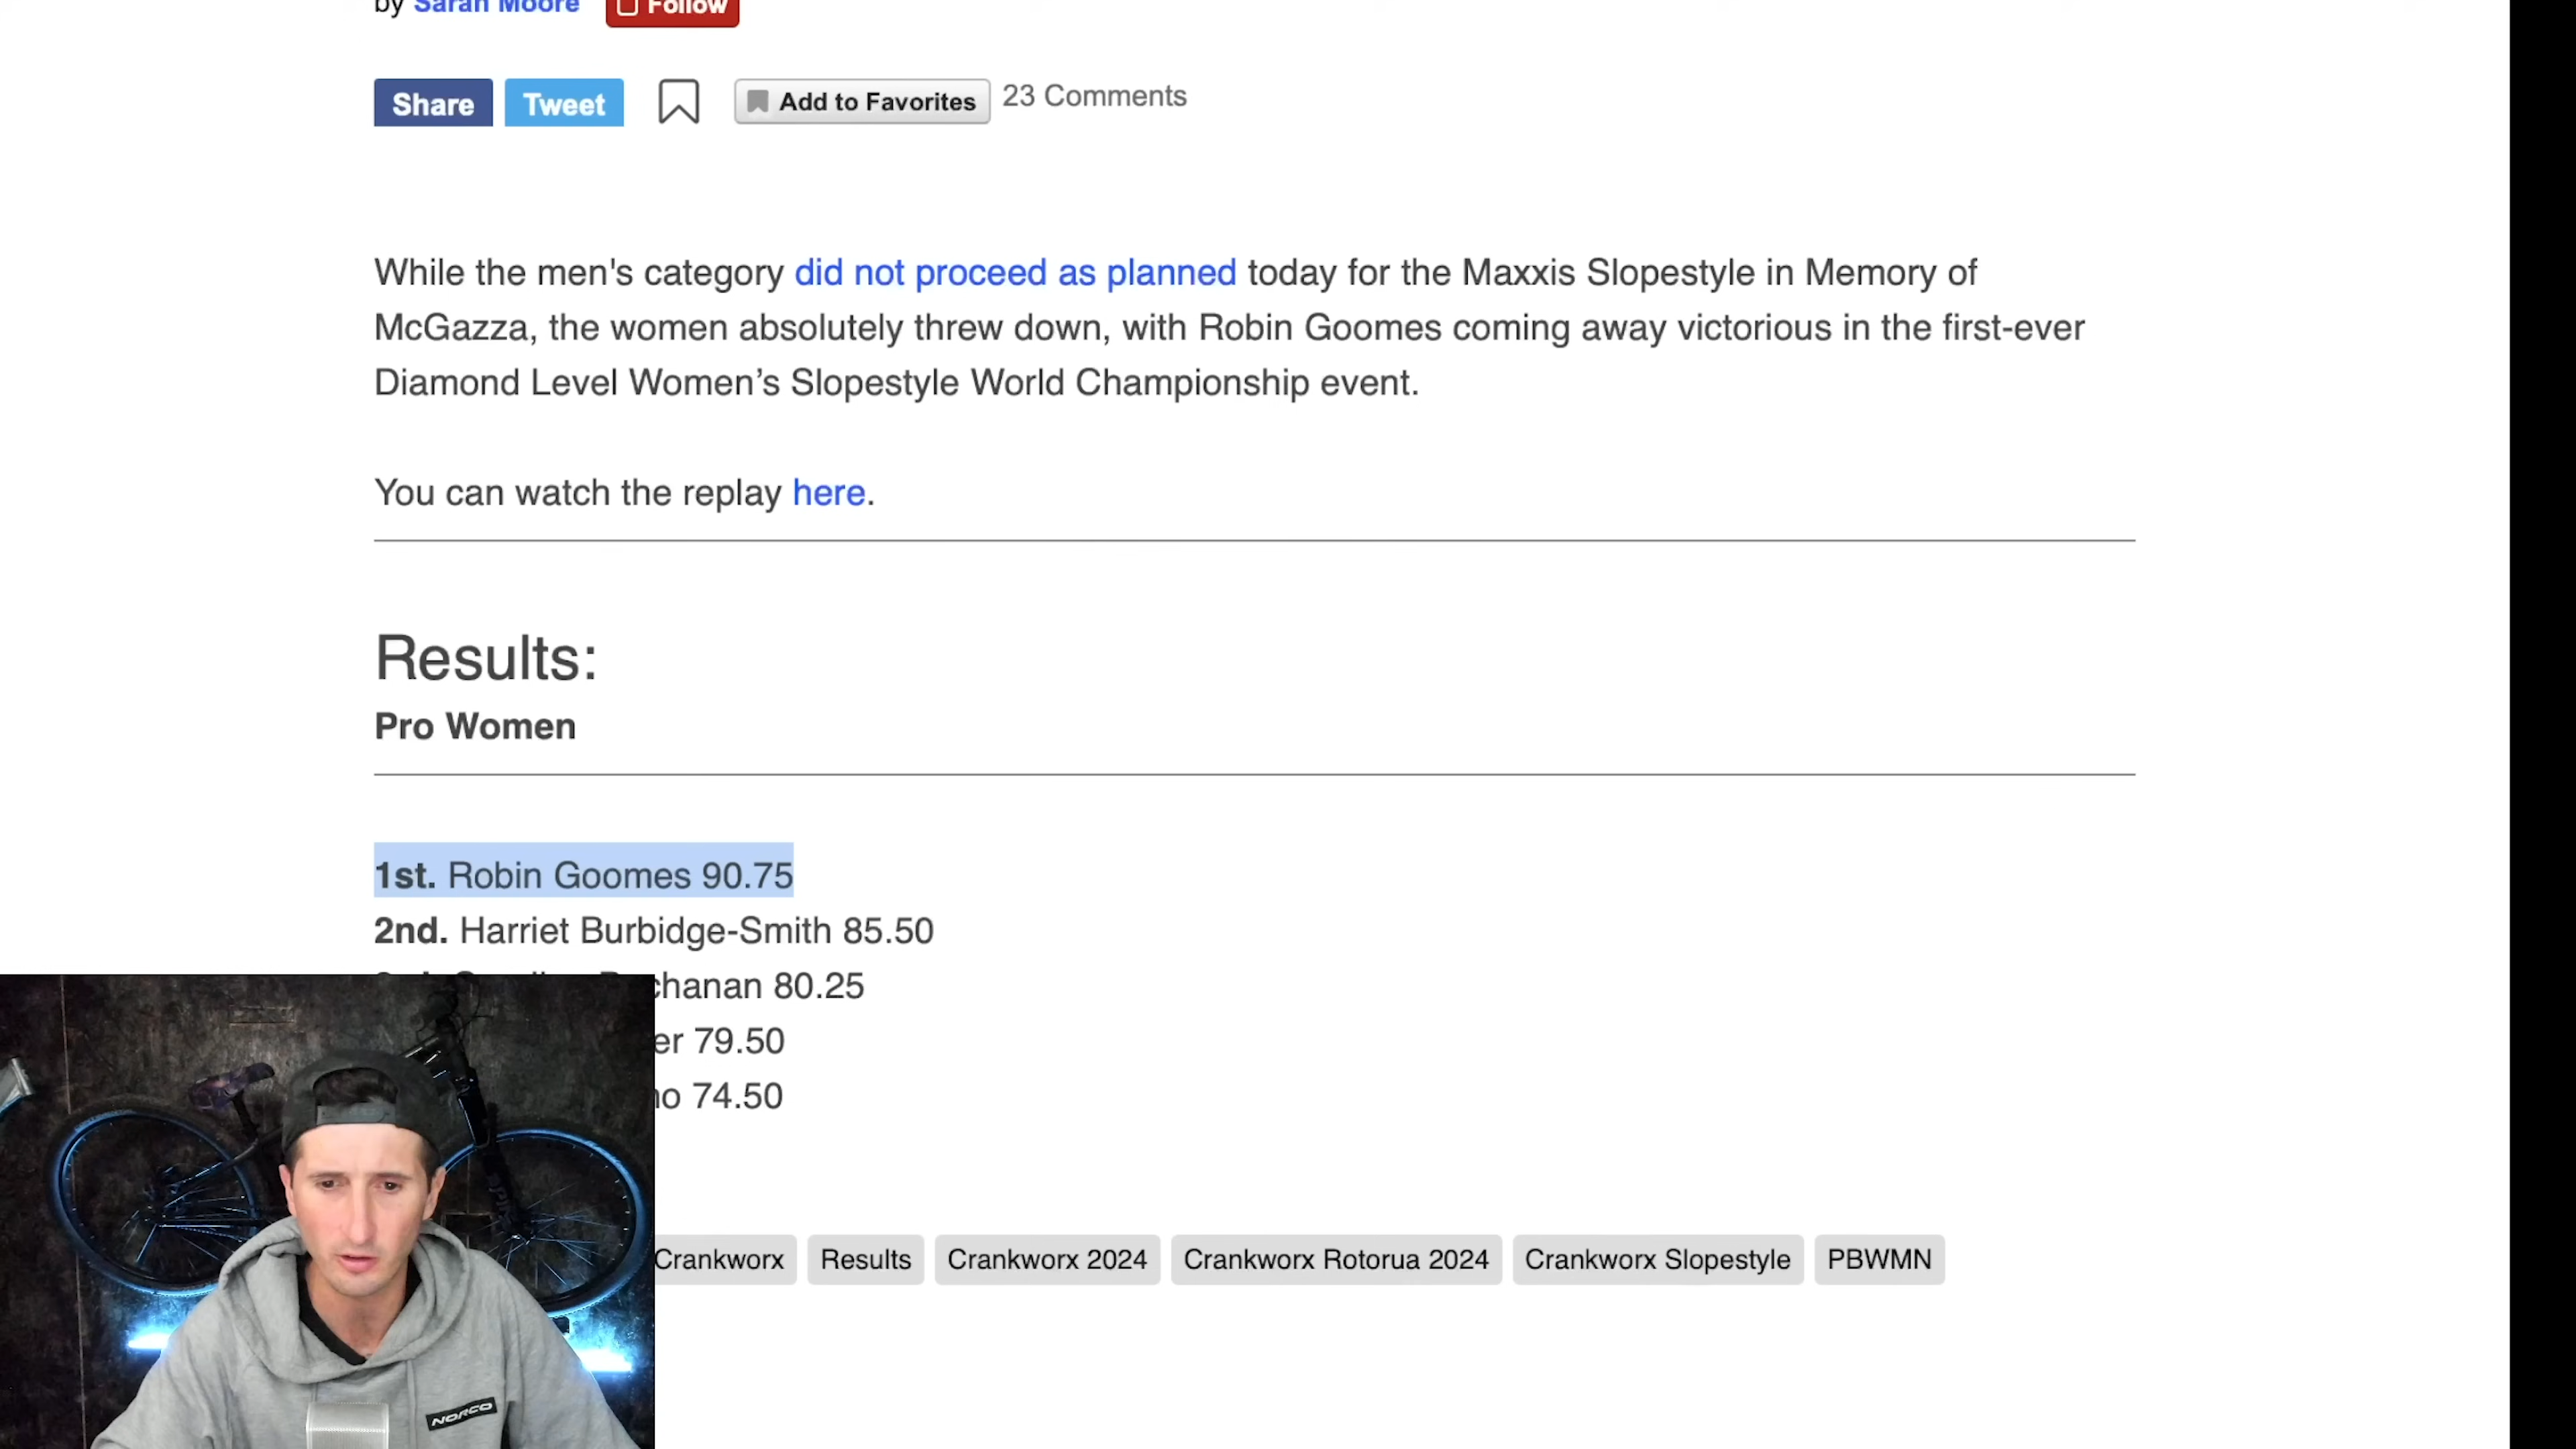 by Sarah Moore Follow
Share Tweet Add to Favorites 23 Comments
While the men's category did not proceed as planned today for the Maxxis Slopestyle in Memory of
McGazza, the women absolutely threw down, with Robin Goomes coming away victorious in the first-ever
Diamond Level Women’s Slopestyle World Championship event.
You can watch the replay here.
Results:
Pro Women
1st. Robin Goomes 90.75
2nd. Harriet Burbidge-Smith 85.50
80.25
79.50
74.50
Crankworx Results Crankworx 2024 Crankworx Rotorua 2024 Crankworx Slopestyle PBWMN
NORCO